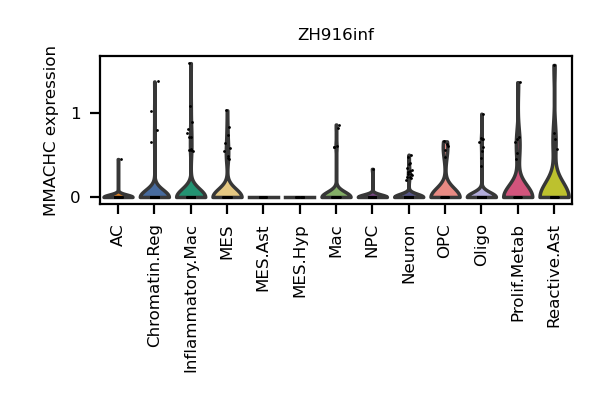 ZH916inf
MMACHC expression
1
0
AC
Chromatin.Reg
Inflammatory.Mac
MES
MES.Ast
MES.Hyp
Mac
NPC
Neuron
OPC
Oligo
Prolif.Metab
Reactive.Ast